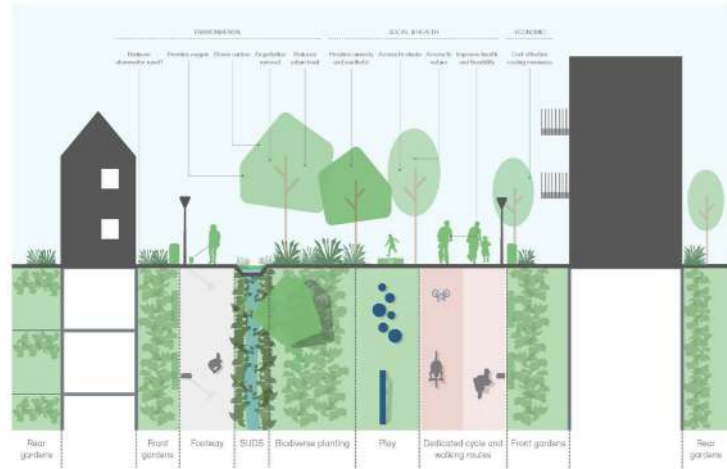 ENVIRONMENTAL
SOCIAL & HEALTH
ECONOMIC
Reduces
stormwater runoff
Provides oxygen
Stores carbon
Reduces
urban heat
Provides amenity
and aesthetic
Access to shade
Access to
nature
Improve health
and liveability
Cost effective
cooling measures
Rear
gardens
Front
gardens
Footway
SUDS
Biodiverse planting
Play
Dedicated cycle and
walking routes
Front gardens
Rear
gardens